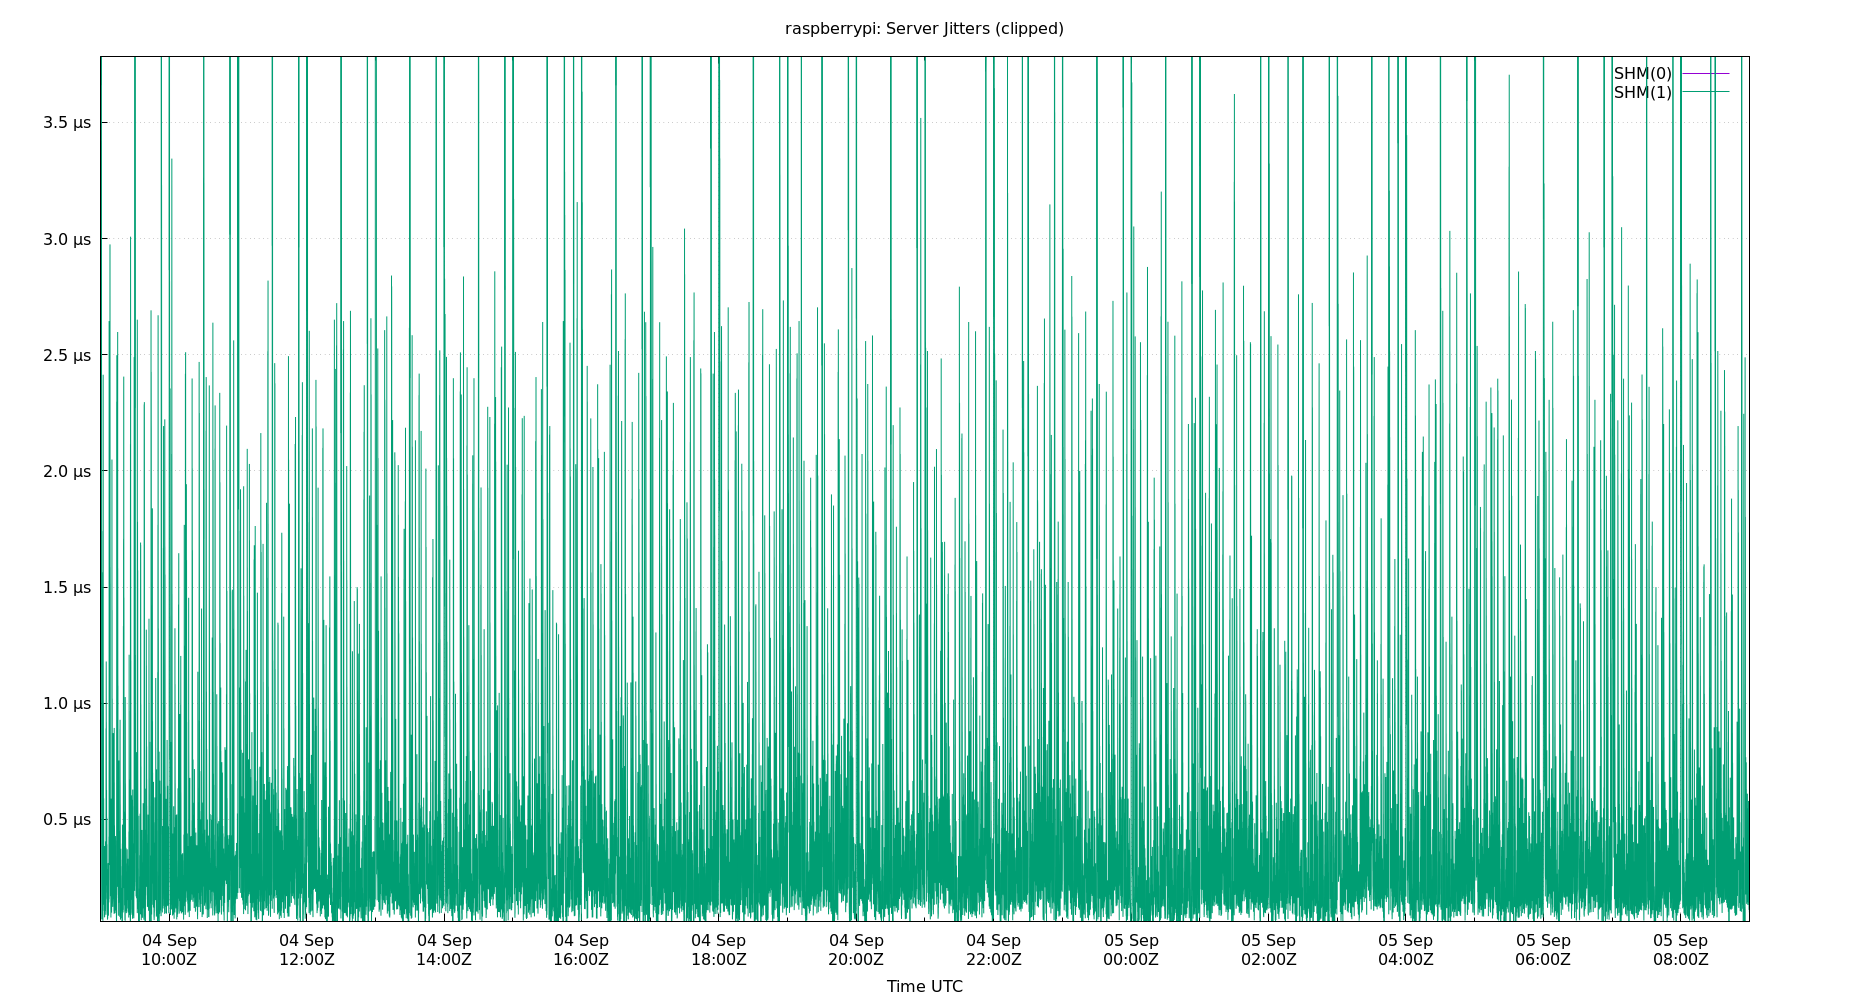 raspberrypi: Server Jitters (clipped)
SHM(0)
SHM(1)
3.5 µs
3.0 µs
2.5 µs
2.0 µs
1.5 µs
1.0 µs
0.5 µs
04 Sep 04 Sep 04 Sep 04 Sep 04 Sep 04 Sep 04 Sep 05 Sep 05 Sep 05 Sep 05 Sep 05 Sep
10:00Z 12:00Z 14:00Z 16:00Z 18:00Z 20:00Z 22:00Z 00:00Z 02:00Z 04:00Z 06:00Z 08:00Z
Time UTC